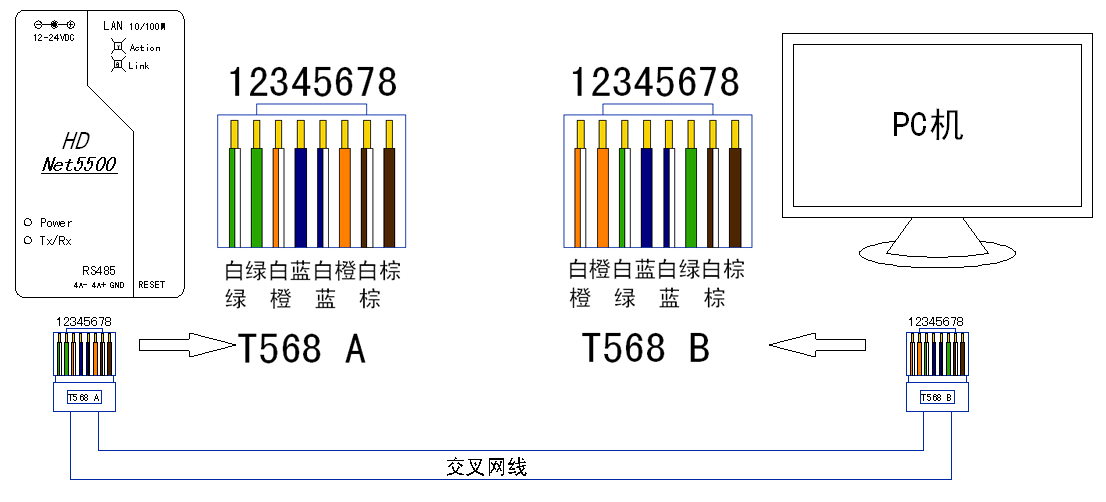 LAN 10/100M
12-24VDC
Action
Link
HD
Net5500
Power
Tx/Rx
RS485
4A- 4A+ GND
RESET
12345678
白绿白蓝白橙白棕
绿 橙 蓝 棕
T568 A
12345678
白橙白蓝白绿白棕
橙 绿 蓝 棕
T568 B
PC机
12345678
T568 A
12345678
T568 B
交叉网线